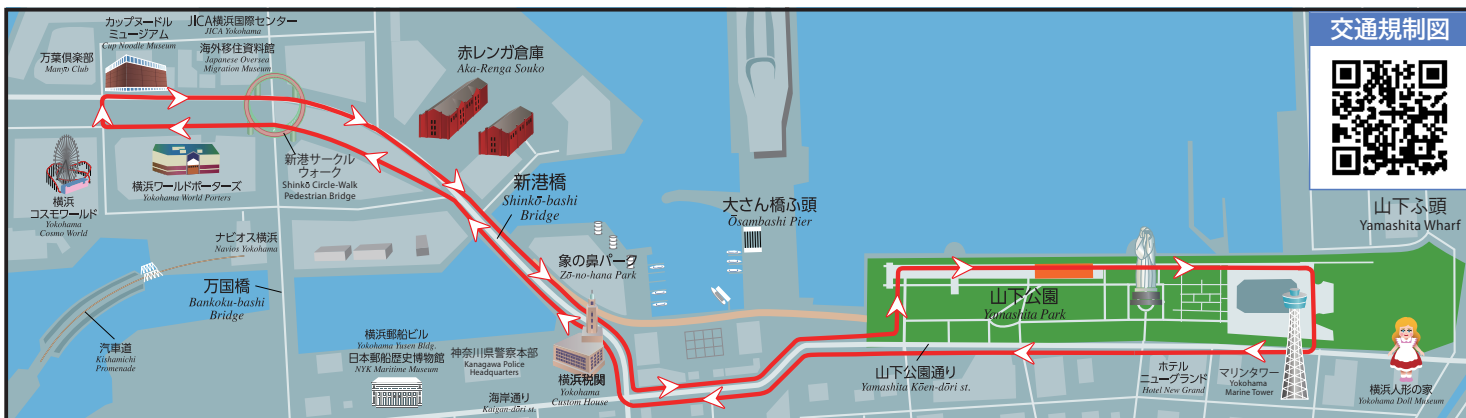 カップヌードル
ミュージアム
Cup Noodle Museum
JICA横浜国際センター
JICA Yokohama
万葉倶楽部
Manyō Club
海外移住資料館
Japanese Oversea
Migration Museum
赤レンガ倉庫
Aka-Renga Souko
交通規制図
横浜
コスモワールド
Yokohama
Cosmo World
横浜ワールドポーターズ
Yokohama World Porters
新港サークル
ウォーク
Shinkō Circle-Walk
Pedestrian Bridge
新港橋
Shinkō-bashi
Bridge
大さん橋ふ頭
Ōsambashi Pier
山下ふ頭
Yamashita Wharf
ナビオス横浜
Navios Yokohama
万国橋
Bankoku-bashi
Bridge
象の鼻パーク
Zō-no-hana Park
山下公園
Yamashita Park
汽車道
Kishamichi
Promenade
横浜郵船ビル
Yokohama Yusen Bldg.
日本郵船歴史博物館
NYK Maritime Museum
神奈川県警察本部
Kanagawa Police
Headquarters
海岸通り
Kaigan-dōri st.
横浜税関
Yokohama
Custom House
山下公園通り
Yamashita Kōen-dōri st.
ホテル
ニューグランド
Hotel New Grand
マリンタワー
Yokohama
Marine Tower
横浜人形の家
Yokohama Doll Museum